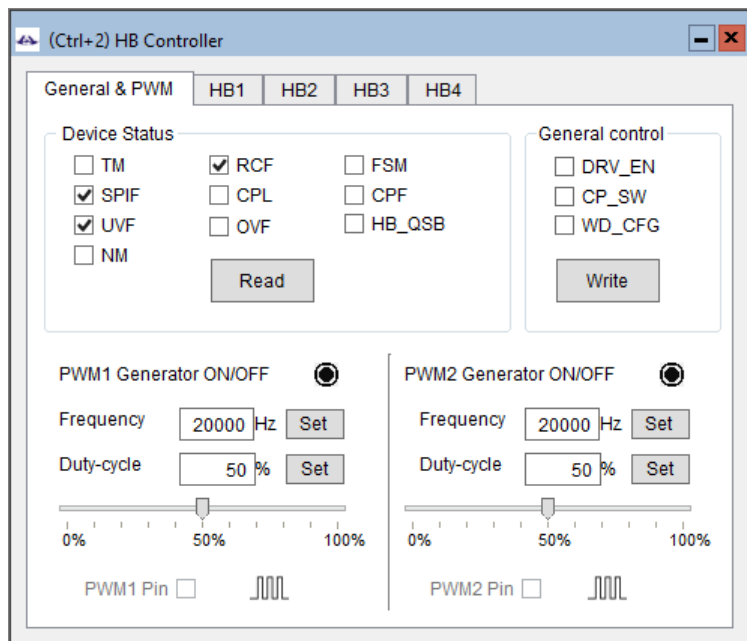 (Ctrl+2) HB Controller
General & PWM HB1 HB2 HB3 HB4
Device Status
TM RCF FSM
SPIF CPL CPF
UVF OVF HB_QSB
NM
Read
General control
DRV_EN
CP_SW
WD_CFG
Write
PWM1 Generator ON/OFF
Frequency 20000 Hz Set
Duty-cycle 50 % Set
0% 50% 100%
PWM1 Pin
PWM2 Generator ON/OFF
Frequency 20000 Hz Set
Duty-cycle 50 % Set
0% 50% 100%
PWM2 Pin